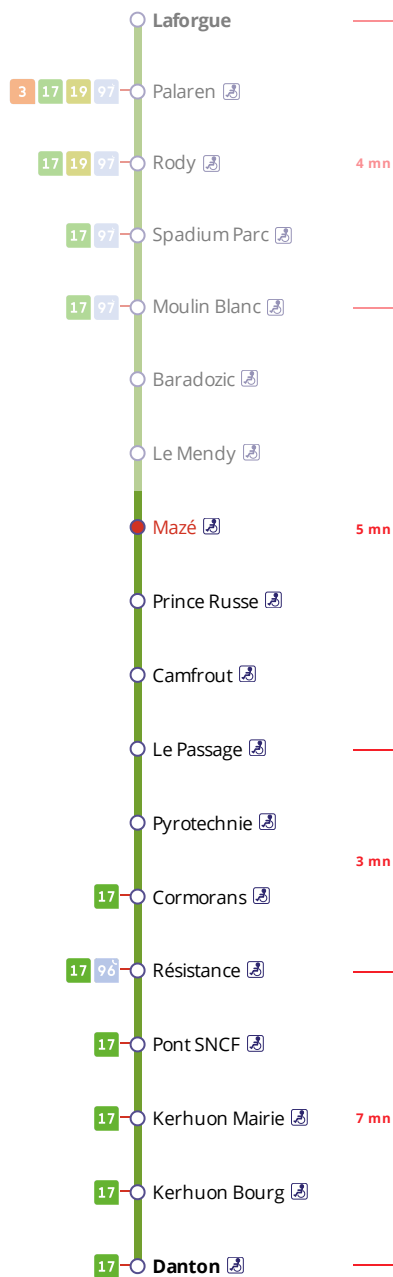 Laforgue
3 17 19 97 Palaren
17 19 97 Rody 4 mn
17 97 Spadium Parc
17 97 Moulin Blanc
Baradozic
Le Mendy
Mazé 5 mn
Prince Russe
Camfrout
Le Passage
Pyrotechnie
3 mn
17 Cormorans
17 96 Résistance
17 Pont SNCF
17 Kerhuon Mairie 7 mn
17 Kerhuon Bourg
17 Danton